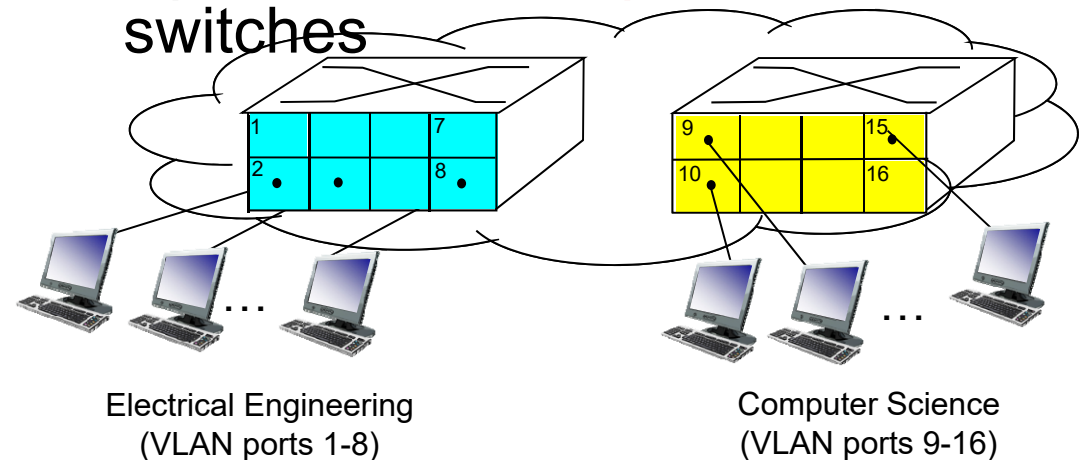 switches
1 7
2 8
9 15
10 16
... ...
Electrical Engineering
(VLAN ports 1-8)
Computer Science
(VLAN ports 9-16)